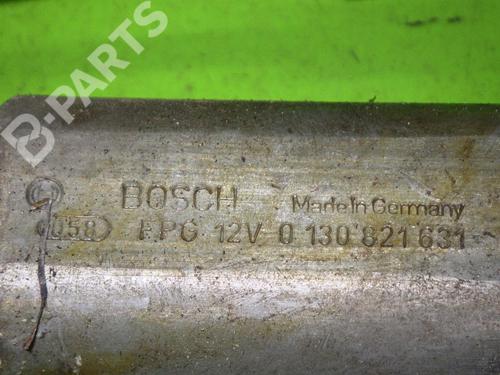 B-PARTS
BOSCH Made in Germany
058 FPG 12V 0 130 821 631